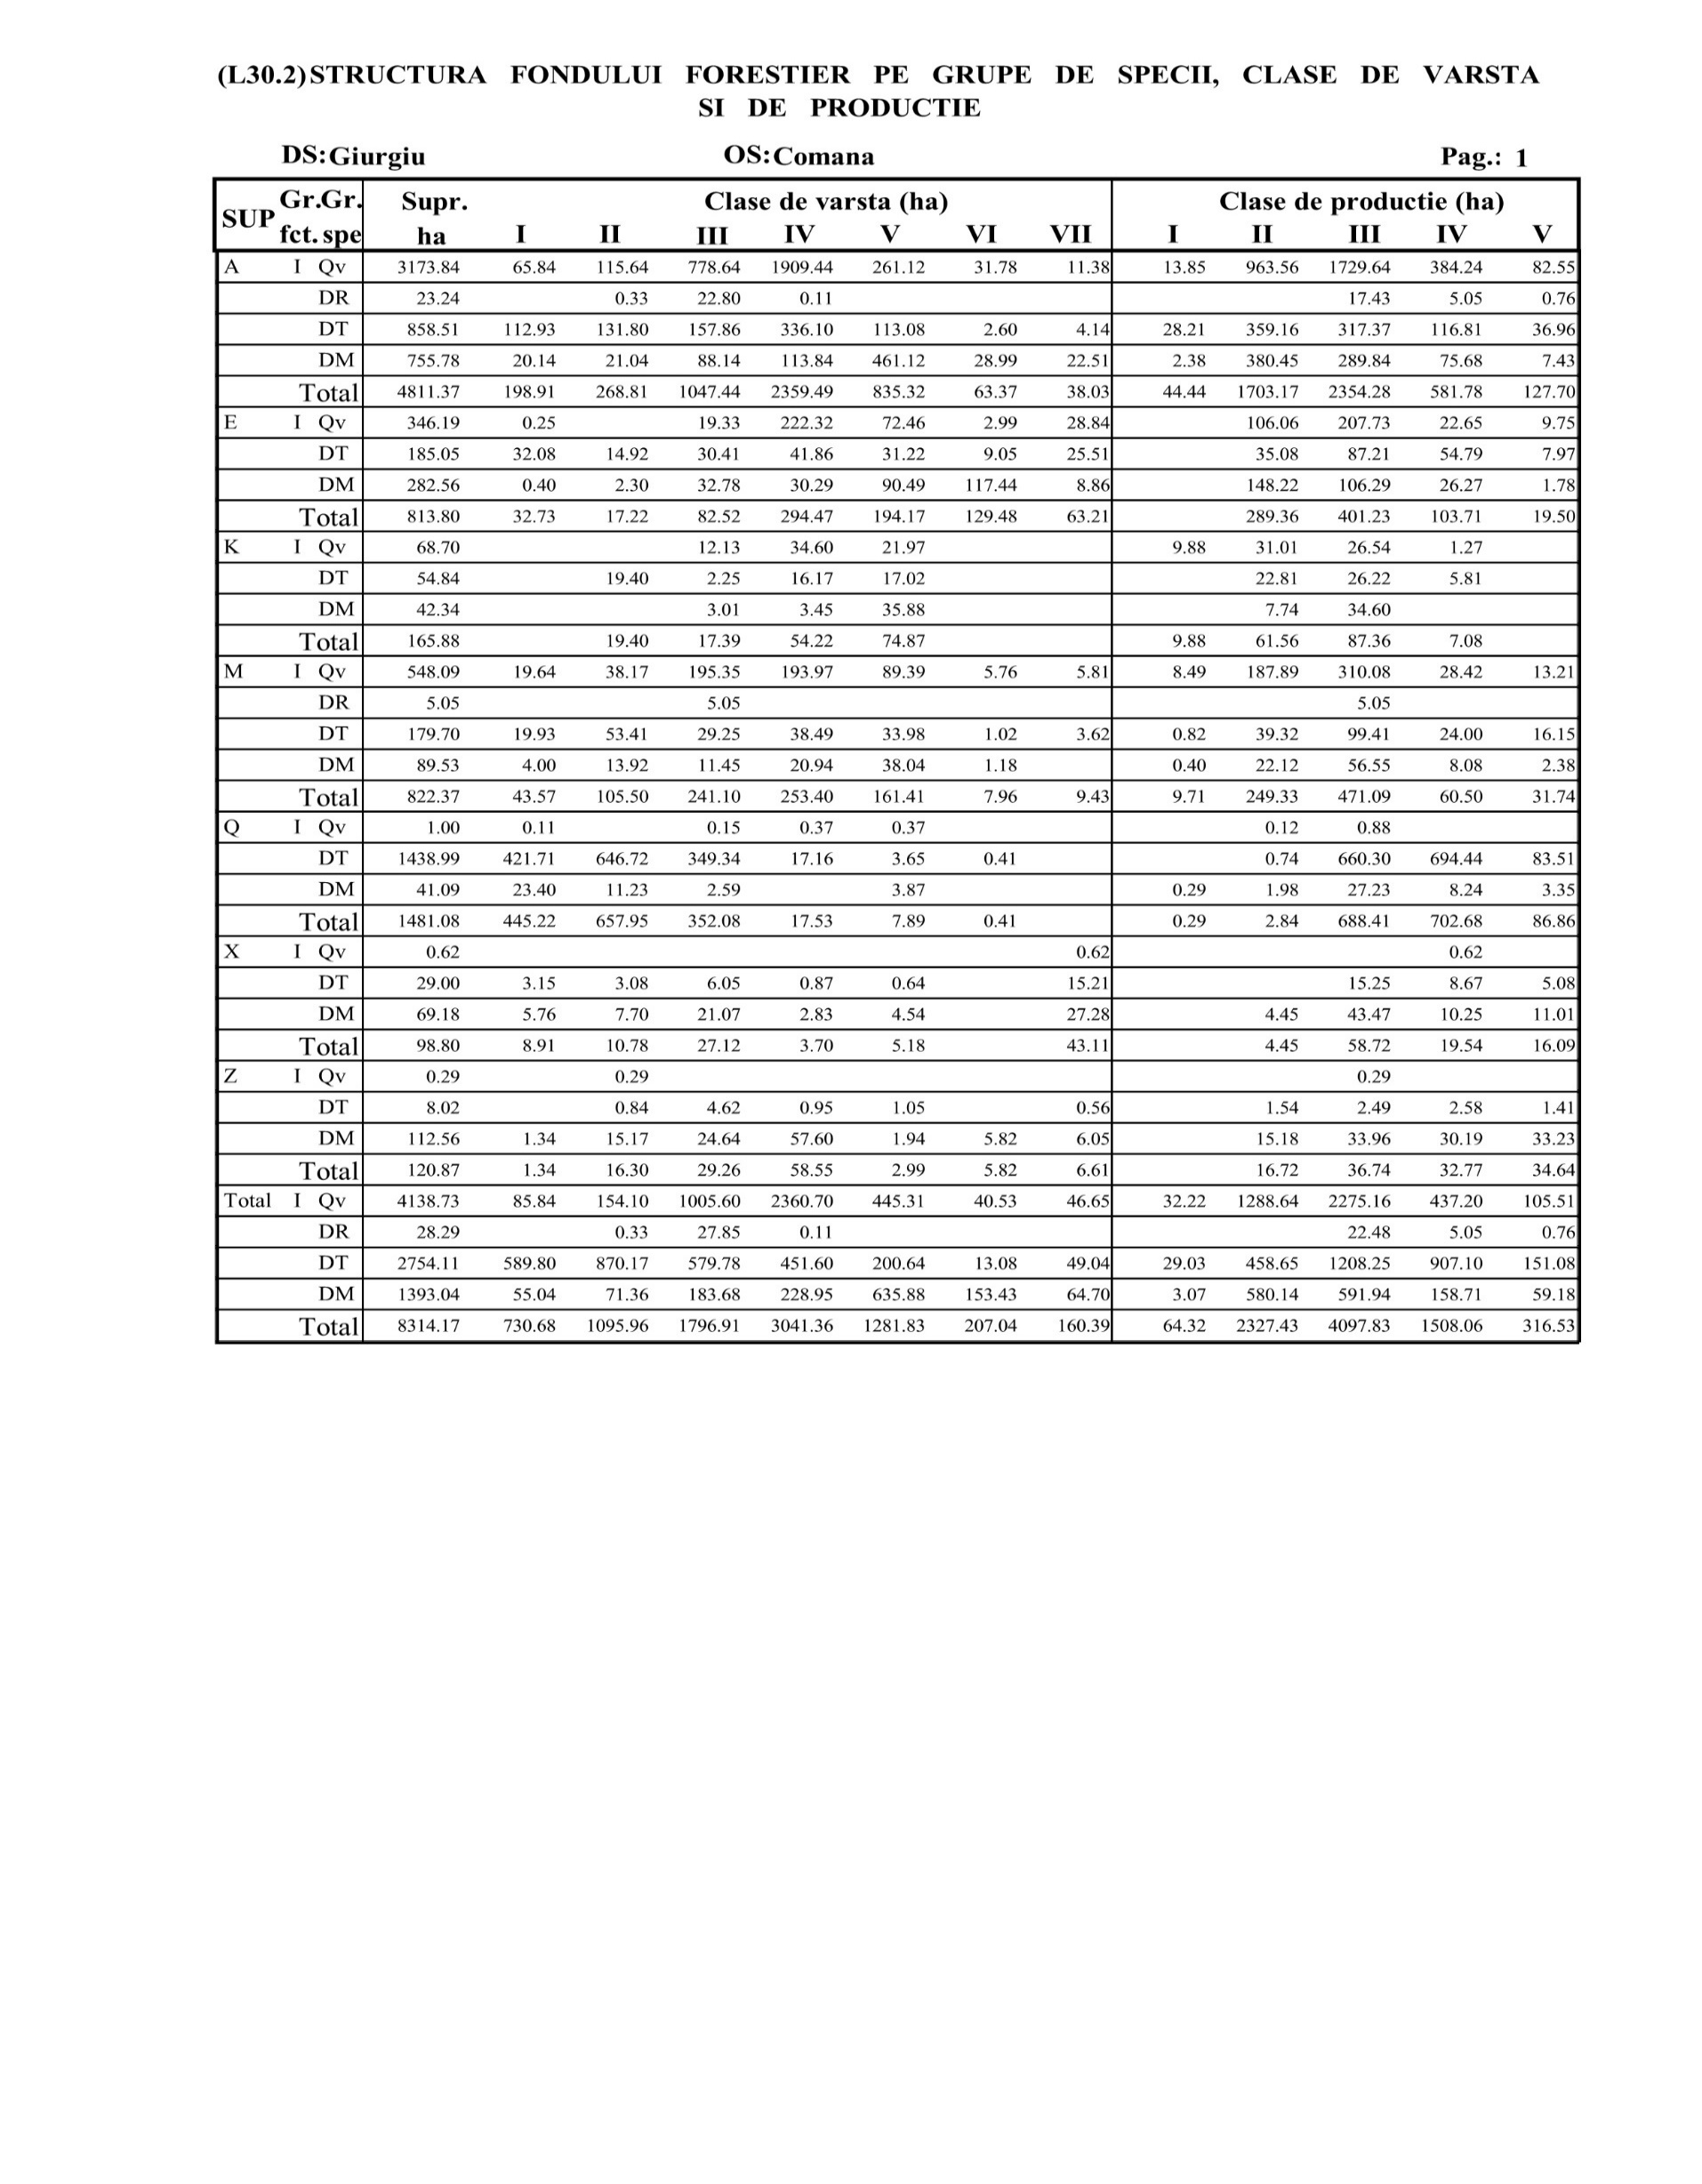 (L30.2)STRUCTURA FONDULUI FORESTIER PE GRUPE DE SPECII, CLASE DE VARSTA
SI DE PRODUCTIE
DS:Giurgiu OS:Comana Pag.: 1
SUP Gr.Gr. Supr. Clase de varsta (ha) Clase de productie (ha)
fct. spe ha I II III IV V VI VII I II III IV V
A I Qv 3173.84 65.84 115.64 778.64 1909.44 261.12 31.78 11.38 13.85 963.56 1729.64 384.24 82.55
DR 23.24 0.33 22.80 0.11 17.43 5.05 0.76
DT 858.51 112.93 131.80 157.86 336.10 113.08 2.60 4.14 28.21 359.16 317.37 116.81 36.96
DM 755.78 20.14 21.04 88.14 113.84 461.12 28.99 22.51 2.38 380.45 289.84 75.68 7.43
Total 4811.37 198.91 268.81 1047.44 2359.49 835.32 63.37 38.03 44.44 1703.17 2354.28 581.78 127.70
E I Qv 346.19 0.25 19.33 222.32 72.46 2.99 28.84 106.06 207.73 22.65 9.75
DT 185.05 32.08 14.92 30.41 41.86 31.22 9.05 25.51 35.08 87.21 54.79 7.97
DM 282.56 0.40 2.30 32.78 30.29 90.49 117.44 8.86 148.22 106.29 26.27 1.78
Total 813.80 32.73 17.22 82.52 294.47 194.17 129.48 63.21 289.36 401.23 103.71 19.50
K I Qv 68.70 12.13 34.60 21.97 9.88 31.01 26.54 1.27
DT 54.84 19.40 2.25 16.17 17.02 22.81 26.22 5.81
DM 42.34 3.01 3.45 35.88 7.74 34.60
Total 165.88 19.40 17.39 54.22 74.87 9.88 61.56 87.36 7.08
M I Qv 548.09 19.64 38.17 195.35 193.97 89.39 5.76 5.81 8.49 187.89 310.08 28.42 13.21
DR 5.05 5.05 5.05
DT 179.70 19.93 53.41 29.25 38.49 33.98 1.02 3.62 0.82 39.32 99.41 24.00 16.15
DM 89.53 4.00 13.92 11.45 20.94 38.04 1.18 0.40 22.12 56.55 8.08 2.38
Total 822.37 43.57 105.50 241.10 253.40 161.41 7.96 9.43 9.71 249.33 471.09 60.50 31.74
Q I Qv 1.00 0.11 0.15 0.37 0.37 0.12 0.88
DT 1438.99 421.71 646.72 349.34 17.16 3.65 0.41 0.74 660.30 694.44 83.51
DM 41.09 23.40 11.23 2.59 3.87 0.29 1.98 27.23 8.24 3.35
Total 1481.08 445.22 657.95 352.08 17.53 7.89 0.41 0.29 2.84 688.41 702.68 86.86
X I Qv 0.62 0.62 0.62
DT 29.00 3.15 3.08 6.05 0.87 0.64 15.21 15.25 8.67 5.08
DM 69.18 5.76 7.70 21.07 2.83 4.54 27.28 4.45 43.47 10.25 11.01
Total 98.80 8.91 10.78 27.12 3.70 5.18 43.11 4.45 58.72 19.54 16.09
Z I Qv 0.29 0.29 0.29
DT 8.02 0.84 4.62 0.95 1.05 0.56 1.54 2.49 2.58 1.41
DM 112.56 1.34 15.17 24.64 57.60 1.94 5.82 6.05 15.18 33.96 30.19 33.23
Total 120.87 1.34 16.30 29.26 58.55 2.99 5.82 6.61 16.72 36.74 32.77 34.64
Total I Qv 4138.73 85.84 154.10 1005.60 2360.70 445.31 40.53 46.65 32.22 1288.64 2275.16 437.20 105.51
DR 28.29 0.33 27.85 0.11 22.48 5.05 0.76
DT 2754.11 589.80 870.17 579.78 451.60 200.64 13.08 49.04 29.03 458.65 1208.25 907.10 151.08
DM 1393.04 55.04 71.36 183.68 228.95 635.88 153.43 64.70 3.07 580.14 591.94 158.71 59.18
Total 8314.17 730.68 1095.96 1796.91 3041.36 1281.83 207.04 160.39 64.32 2327.43 4097.83 1508.06 316.53